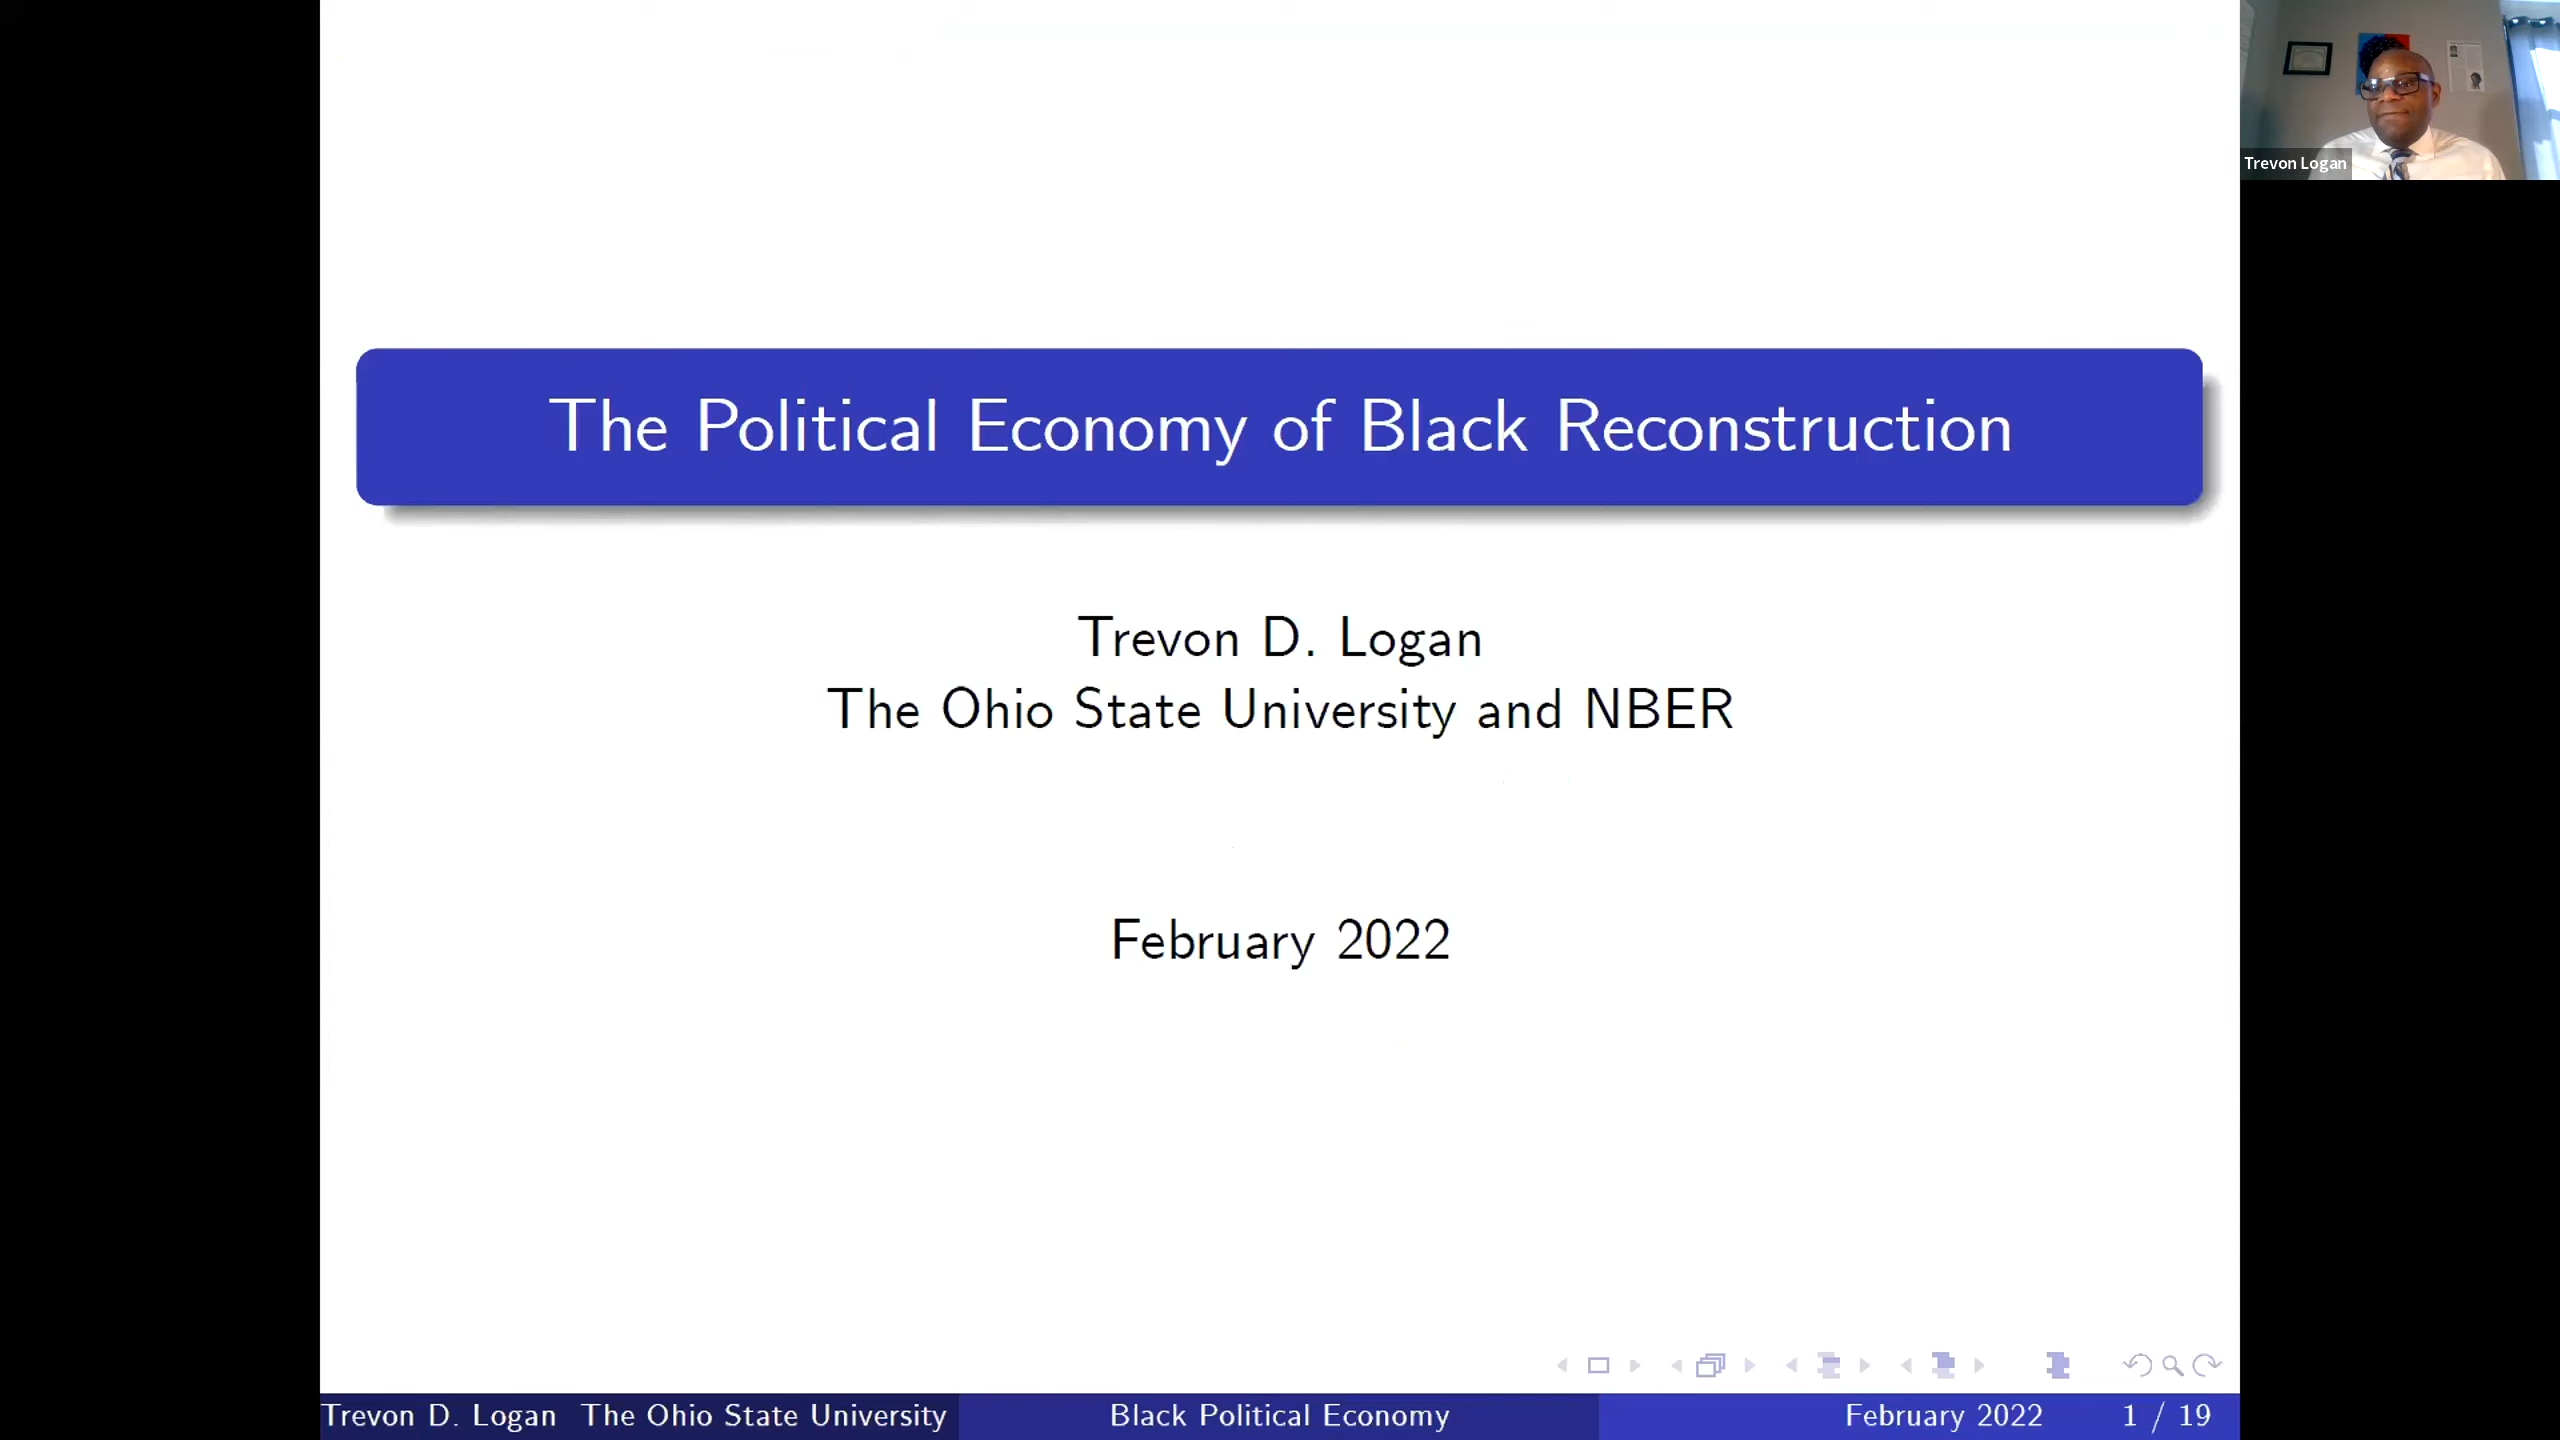 The Political Economy of Black Reconstruction
Trevon Logan
Trevon D. Logan
The Ohio State University and NBER
February 2022
Trevon D. Logan The Ohio State University Black Political Economy February 2022 1 / 19